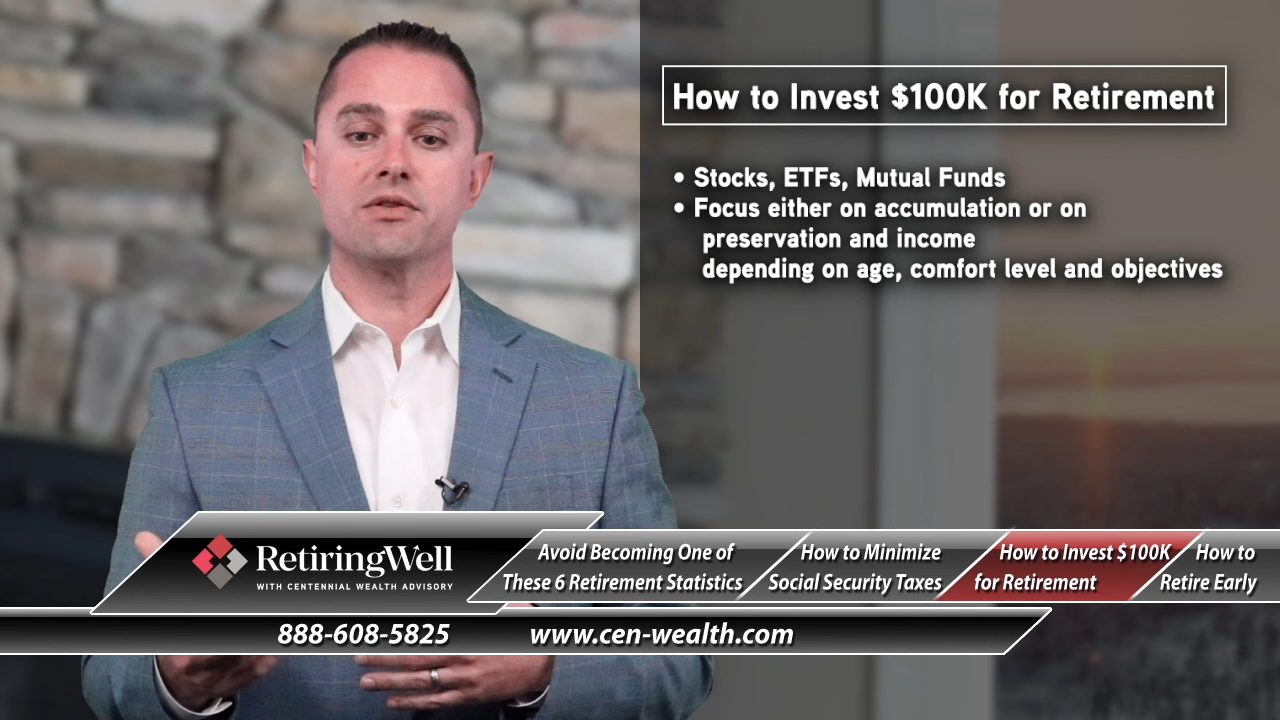 How to Invest $100K for Retirement
• Stocks, ETFs, Mutual Funds
• Focus either on accumulation or on
preservation and income
depending on age, comfort level and objectives
RetiringWell
WITH CENTENNIAL WEALTH ADVISORY
Avoid Becoming One of
These 6 Retirement Statistics
How to Minimize
Social Security Taxes
How to Invest $100K
for Retirement
How to
Retire Early
888-608-5825
www.cen-wealth.com